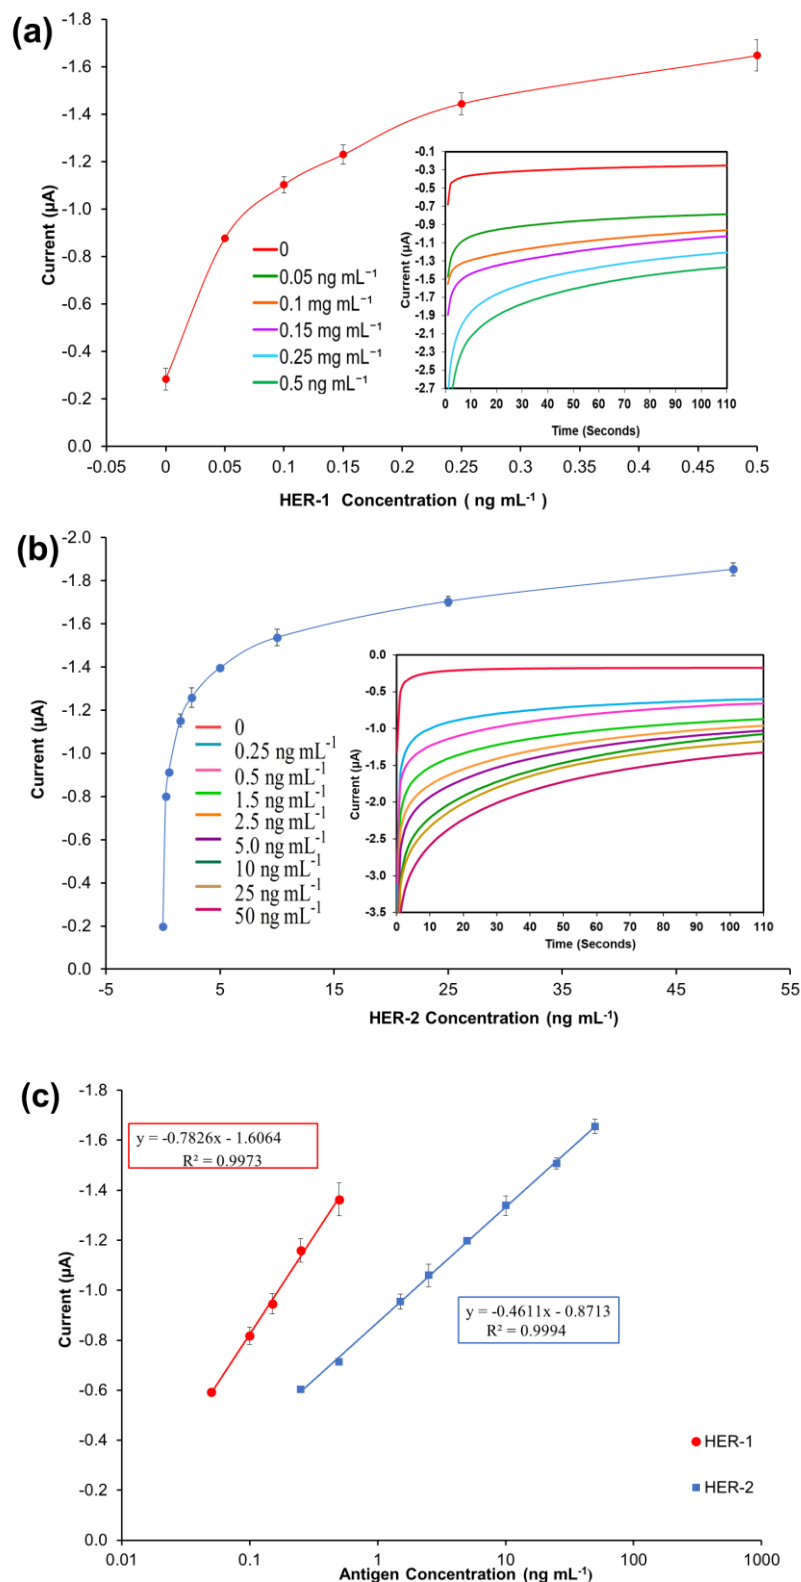 (a)
-1.8
-1.6
-1.4
-1.2
-1.0
-0.8
-0.6
-0.4
-0.2
0.0
Current (µA)
-0.05 0 0.05 0.1 0.15 0.2 0.25 0.3 0.35 0.4 0.45 0.5
HER-1 Concentration ( ng mL⁻¹ )
0
0.05 ng mL⁻¹
0.1 mg mL⁻¹
0.15 mg mL⁻¹
0.25 mg mL⁻¹
0.5 ng mL⁻¹
-0.1
-0.3
-0.5
-0.7
-0.9
-1.1
-1.3
-1.5
-1.7
-1.9
-2.1
-2.3
-2.5
-2.7
Current (µA)
0 10 20 30 40 50 60 70 80 90 100 110
Time (Seconds)
(b)
-2.0
-1.8
-1.6
-1.4
-1.2
-1.0
-0.8
-0.6
-0.4
-0.2
0.0
Current (µA)
-5 5 15 25 35 45 55
HER-2 Concentration (ng mL⁻¹)
0
0.25 ng mL⁻¹
0.5 ng mL⁻¹
1.5 ng mL⁻¹
2.5 ng mL⁻¹
5.0 ng mL⁻¹
10 ng mL⁻¹
25 ng mL⁻¹
50 ng mL⁻¹
0.0
-0.5
-1.0
-1.5
-2.0
-2.5
-3.0
-3.5
Current (µA)
0 10 20 30 40 50 60 70 80 90 100 110
Time (Seconds)
(c)
-1.8
-1.6
-1.4
-1.2
-1.0
-0.8
-0.6
-0.4
-0.2
0.0
Current (µA)
y = -0.7826x - 1.6064
R² = 0.9973
y = -0.4611x - 0.8713
R² = 0.9994
HER-1
HER-2
0.01 0.1 1 10 100 1000
Antigen Concentration (ng mL⁻¹)